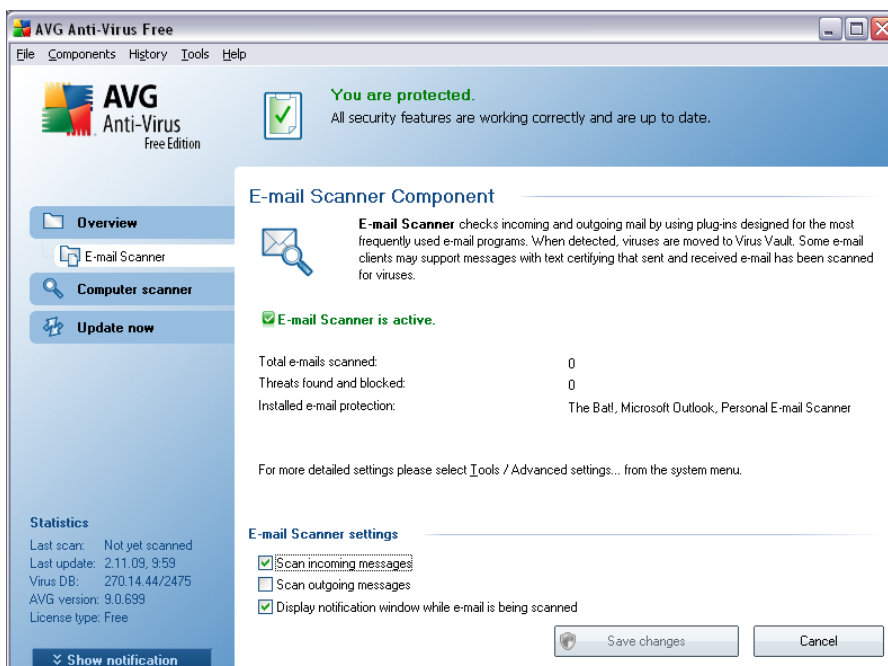 AVG Anti-Virus Free
File Components History Tools Help
AVG
Anti-Virus
Free Edition
You are protected.
All security features are working correctly and are up to date.
Overview
E-mail Scanner
Computer scanner
Update now
E-mail Scanner Component
E-mail Scanner checks incoming and outgoing mail by using plug-ins designed for the most
frequently used e-mail programs. When detected, viruses are moved to Virus Vault. Some e-mail
clients may support messages with text certifying that sent and received e-mail has been scanned
for viruses.
E-mail Scanner is active.
Total e-mails scanned: 0
Threats found and blocked: 0
Installed e-mail protection: The Bat!, Microsoft Outlook, Personal E-mail Scanner
For more detailed settings please select Tools / Advanced settings... from the system menu.
E-mail Scanner settings
Scan incoming messages
Scan outgoing messages
Display notification window while e-mail is being scanned
Save changes Cancel
Statistics
Last scan: Not yet scanned
Last update: 2.11.09, 9:59
Virus DB: 270.14.44/2475
AVG version: 9.0.699
License type: Free
Show notification